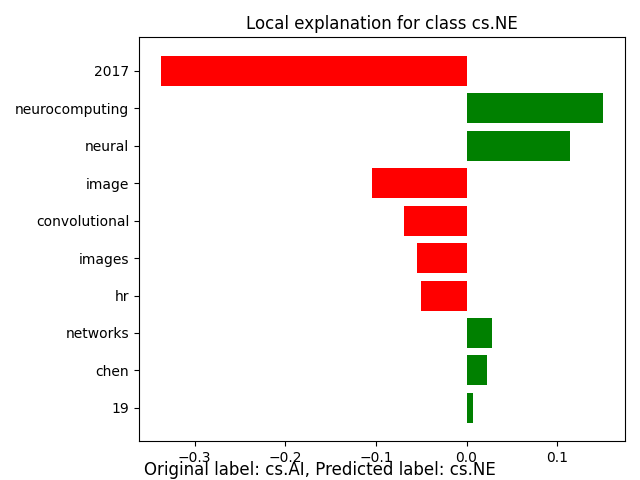 Local explanation for class cs.NE
2017
neurocomputing
neural
image
convolutional
images
hr
networks
chen
19
−0.3 −0.2 −0.1 0.0 0.1
Original label: cs.AI, Predicted label: cs.NE